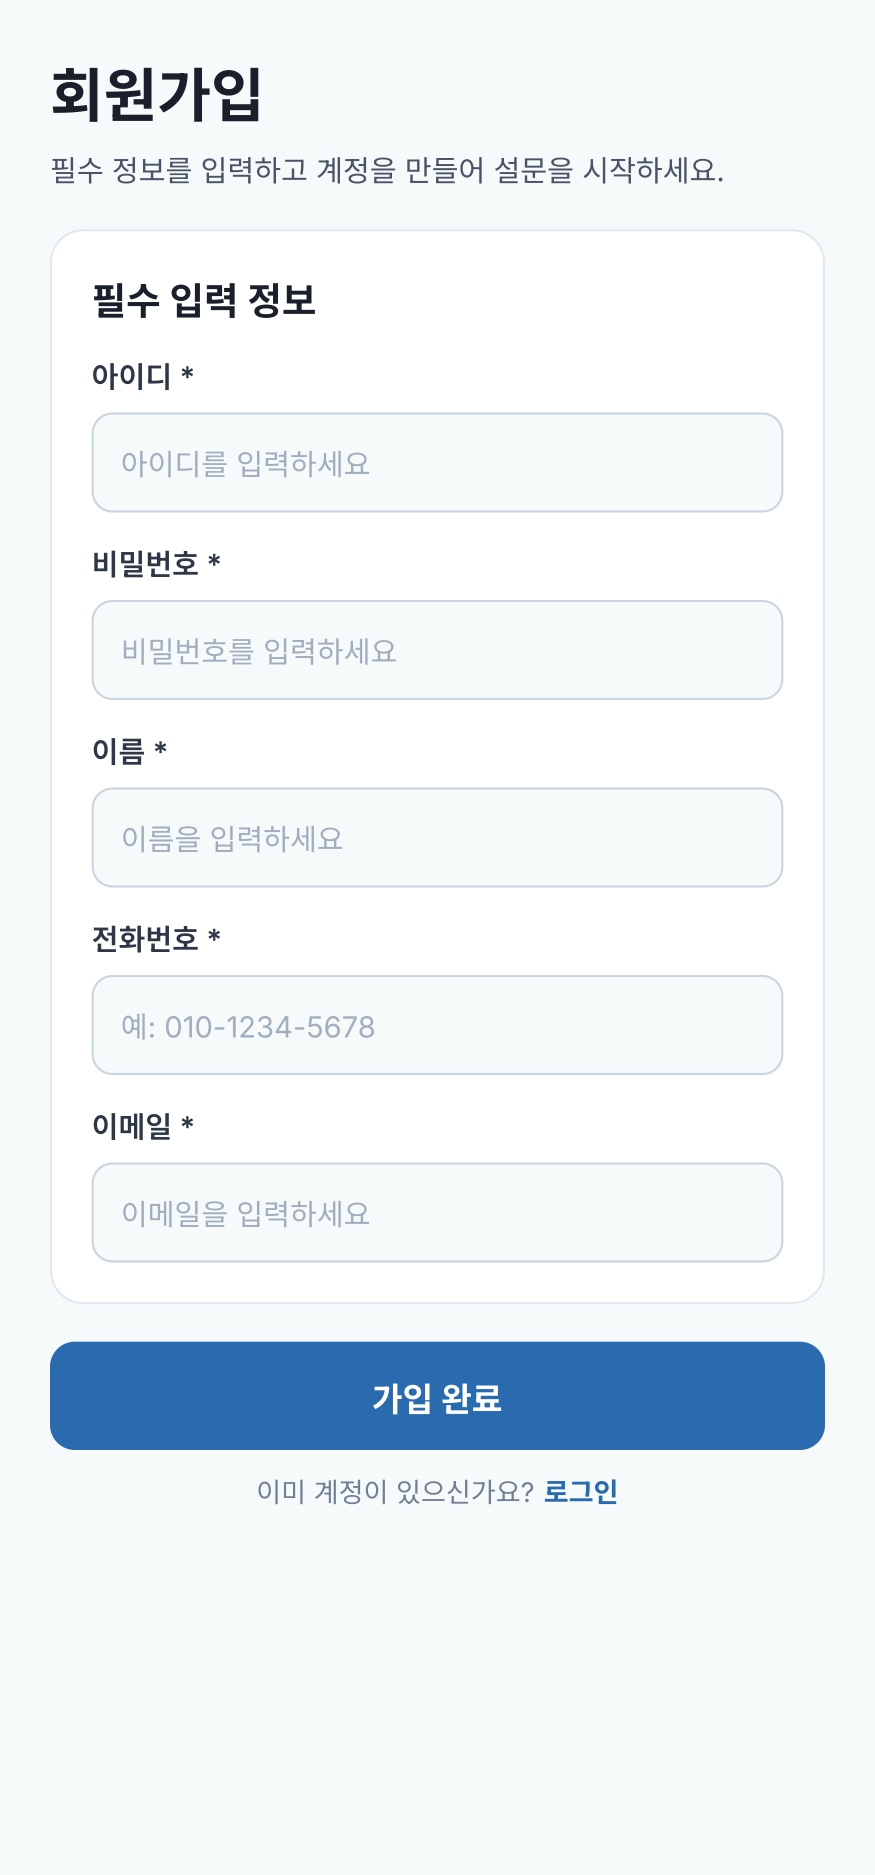 회원가입
필수 정보를 입력하고 계정을 만들어 설문을 시작하세요.
필수 입력 정보
아이디 *
아이디를 입력하세요
비밀번호 *
비밀번호를 입력하세요
이름 *
이름을 입력하세요
전화번호 *
예: 010-1234-5678
이메일 *
이메일을 입력하세요
가입 완료
이미 계정이 있으신가요? 로그인